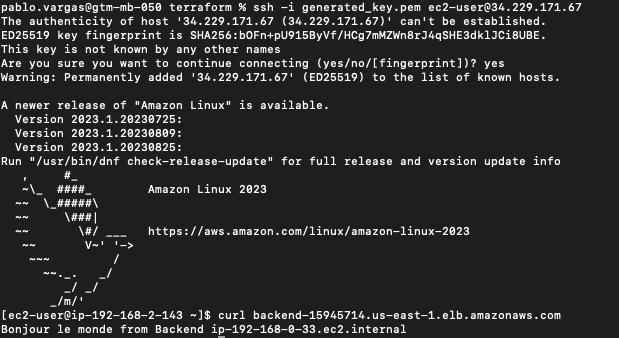 pablo.vargas@gtm-mb-050 terraform % ssh -i generated_key.pem ec2-user@34.229.171.67
The authenticity of host '34.229.171.67 (34.229.171.67)' can't be established.
ED25519 key fingerprint is SHA256:bOFn+pU915ByVf/HCg7mMZWn8rJ4qSHE3dklJCi8UBE.
This key is not known by any other names
Are you sure you want to continue connecting (yes/no/[fingerprint])? yes
Warning: Permanently added '34.229.171.67' (ED25519) to the list of known hosts.

A newer release of "Amazon Linux" is available.
  Version 2023.1.20230725:
  Version 2023.1.20230809:
  Version 2023.1.20230825:
Run "/usr/bin/dnf check-release-update" for full release and version update info
   ,     #_
   ~\_  ####_        Amazon Linux 2023
  ~~  \_#####\
  ~~     \###|
  ~~       \#/ ___   https://aws.amazon.com/linux/amazon-linux-2023
   ~~       V~' '->
    ~~~         /
      ~~._.   _/
         _/ _/
       _/m/'
[ec2-user@ip-192-168-2-143 ~]$ curl backend-15945714.us-east-1.elb.amazonaws.com
Bonjour le monde from Backend ip-192-168-0-33.ec2.internal